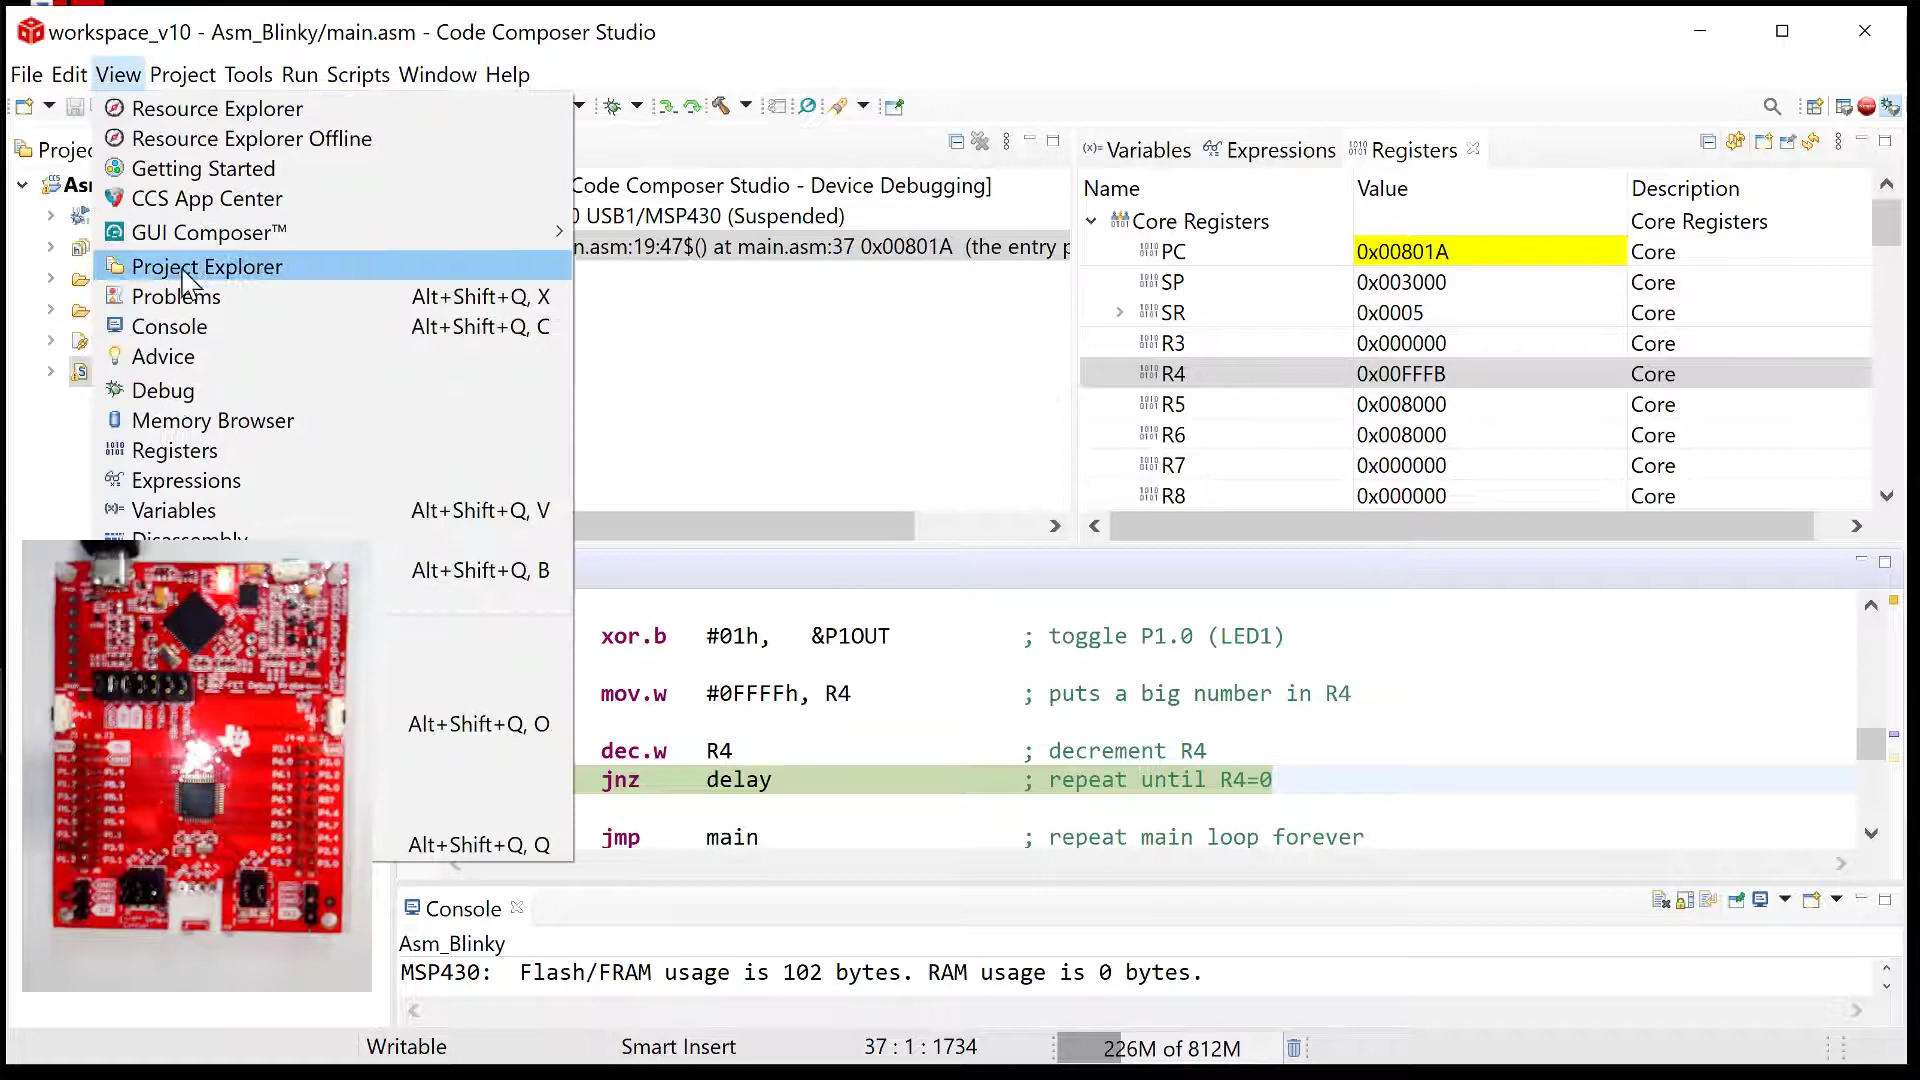 workspace_v10 - Asm_Blinky/main.asm - Code Composer Studio
File Edit View Project Tools Run Scripts Window Help
Resource Explorer
Resource Explorer Offline
Getting Started
CCS App Center
GUI Composer™
Project Explorer
Problems Alt+Shift+Q, X
Console Alt+Shift+Q, C
Advice
Debug
Memory Browser
Registers
Expressions
Variables Alt+Shift+Q, V
Disassembly
Alt+Shift+Q, B
Alt+Shift+Q, O
Alt+Shift+Q, Q
Projec
Asm
Code Composer Studio - Device Debugging]
0 USB1/MSP430 (Suspended)
n.asm:19:47$() at main.asm:37 0x00801A (the entry p
Variables Expressions Registers
Name Value Description
Core Registers Core Registers
PC 0x00801A Core
SP 0x003000 Core
SR 0x0005 Core
R3 0x000000 Core
R4 0x00FFFB Core
R5 0x008000 Core
R6 0x008000 Core
R7 0x000000 Core
R8 0x000000 Core
xor.b #01h, &P1OUT ; toggle P1.0 (LED1)
mov.w #0FFFFh, R4 ; puts a big number in R4
dec.w R4 ; decrement R4
jnz delay ; repeat until R4=0
jmp main ; repeat main loop forever
Console
Asm_Blinky
MSP430: Flash/FRAM usage is 102 bytes. RAM usage is 0 bytes.
Writable Smart Insert 37 : 1 : 1734 226M of 812M